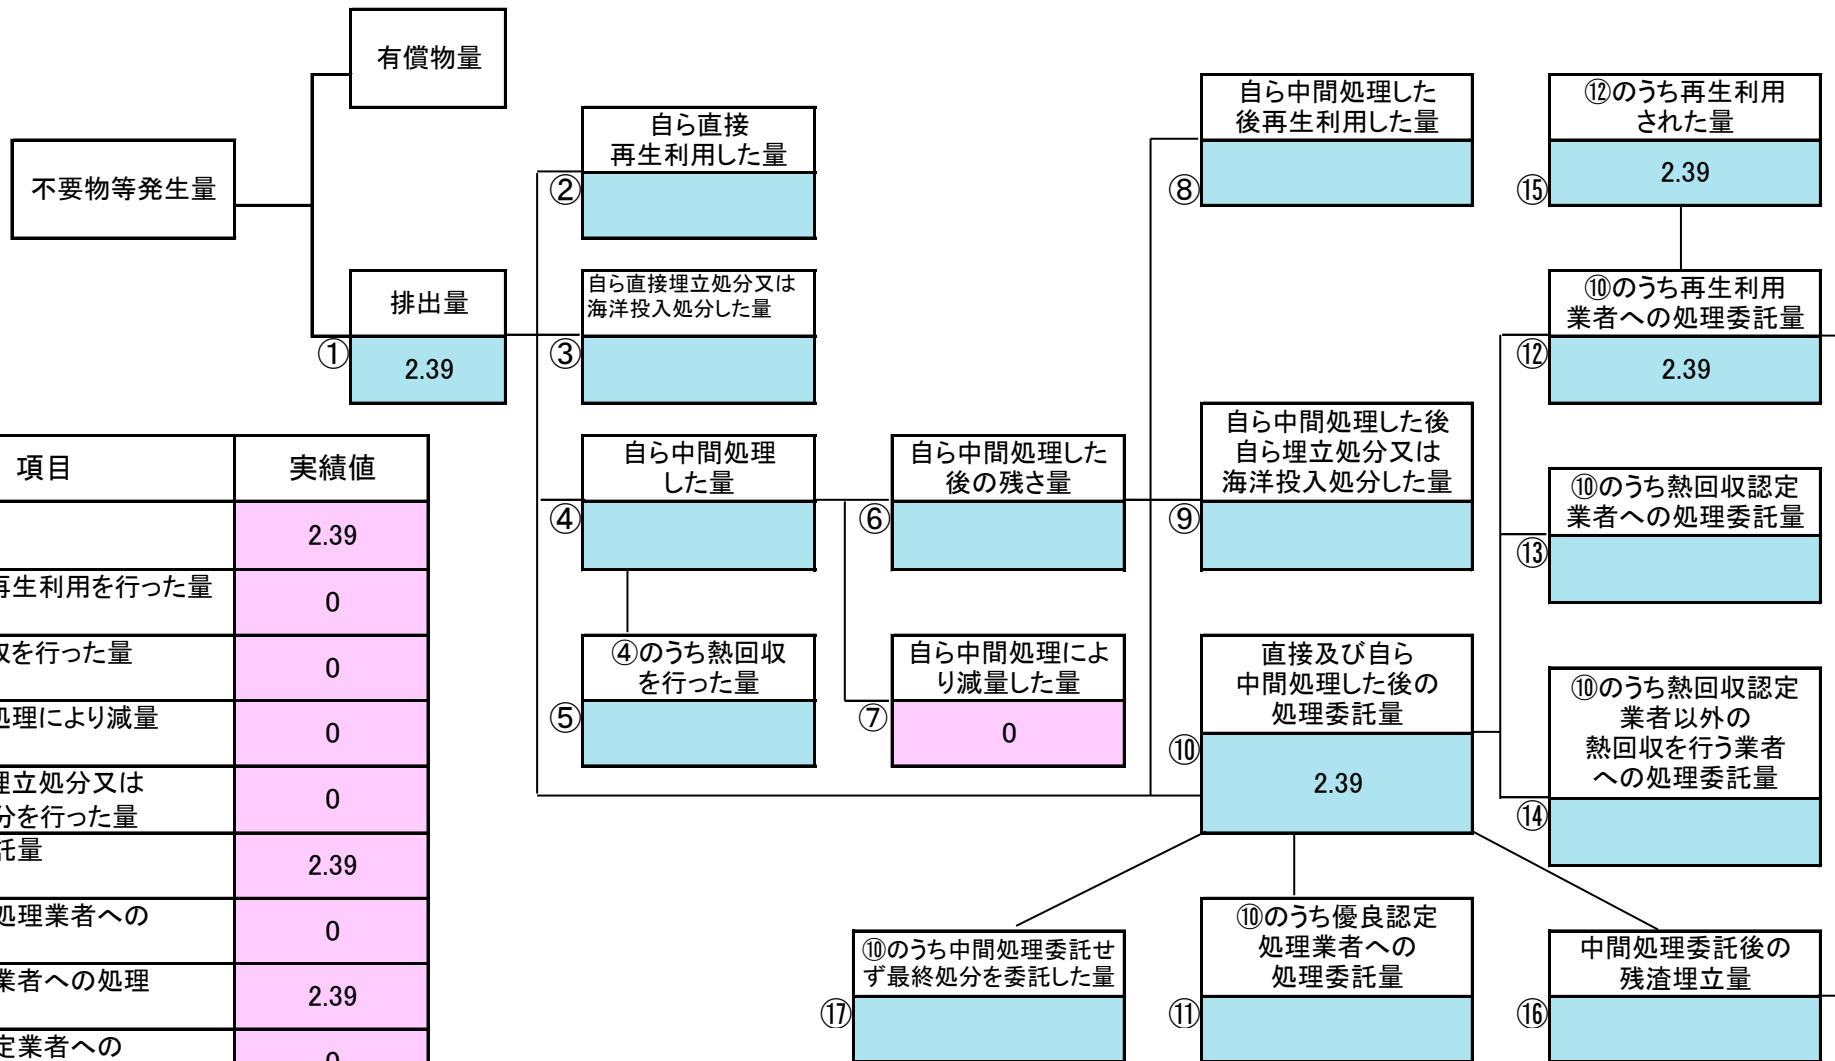 有償物量
不要物等発生量
排出量
①
2.39
自ら直接
再生利用した量
②
自ら直接埋立処分又は
海洋投入処分した量
③
自ら中間処理
した量
④
④のうち熱回収
を行った量
⑤
自ら中間処理した
後の残さ量
⑥
自ら中間処理によ
り減量した量
⑦
0
自ら中間処理した
後再生利用した量
⑧
自ら中間処理した後
自ら埋立処分又は
海洋投入処分した量
⑨
直接及び自ら
中間処理した後の
処理委託量
⑩
2.39
⑫のうち再生利用
された量
⑮
2.39
⑩のうち再生利用
業者への処理委託量
⑫
2.39
⑩のうち熱回収認定
業者への処理委託量
⑬
⑩のうち熱回収認定
業者以外の
熱回収を行う業者
への処理委託量
⑭
⑩のうち中間処理委託せ
ず最終処分を委託した量
⑰
⑩のうち優良認定
処理業者への
処理委託量
⑪
中間処理委託後の
残渣埋立量
⑯
項目 実績値
2.39
再生利用を行った量 0
を行った量 0
処理により減量 0
埋立処分又は
分を行った量 0
託量 2.39
処理業者への 0
業者への処理 2.39
定業者への 0